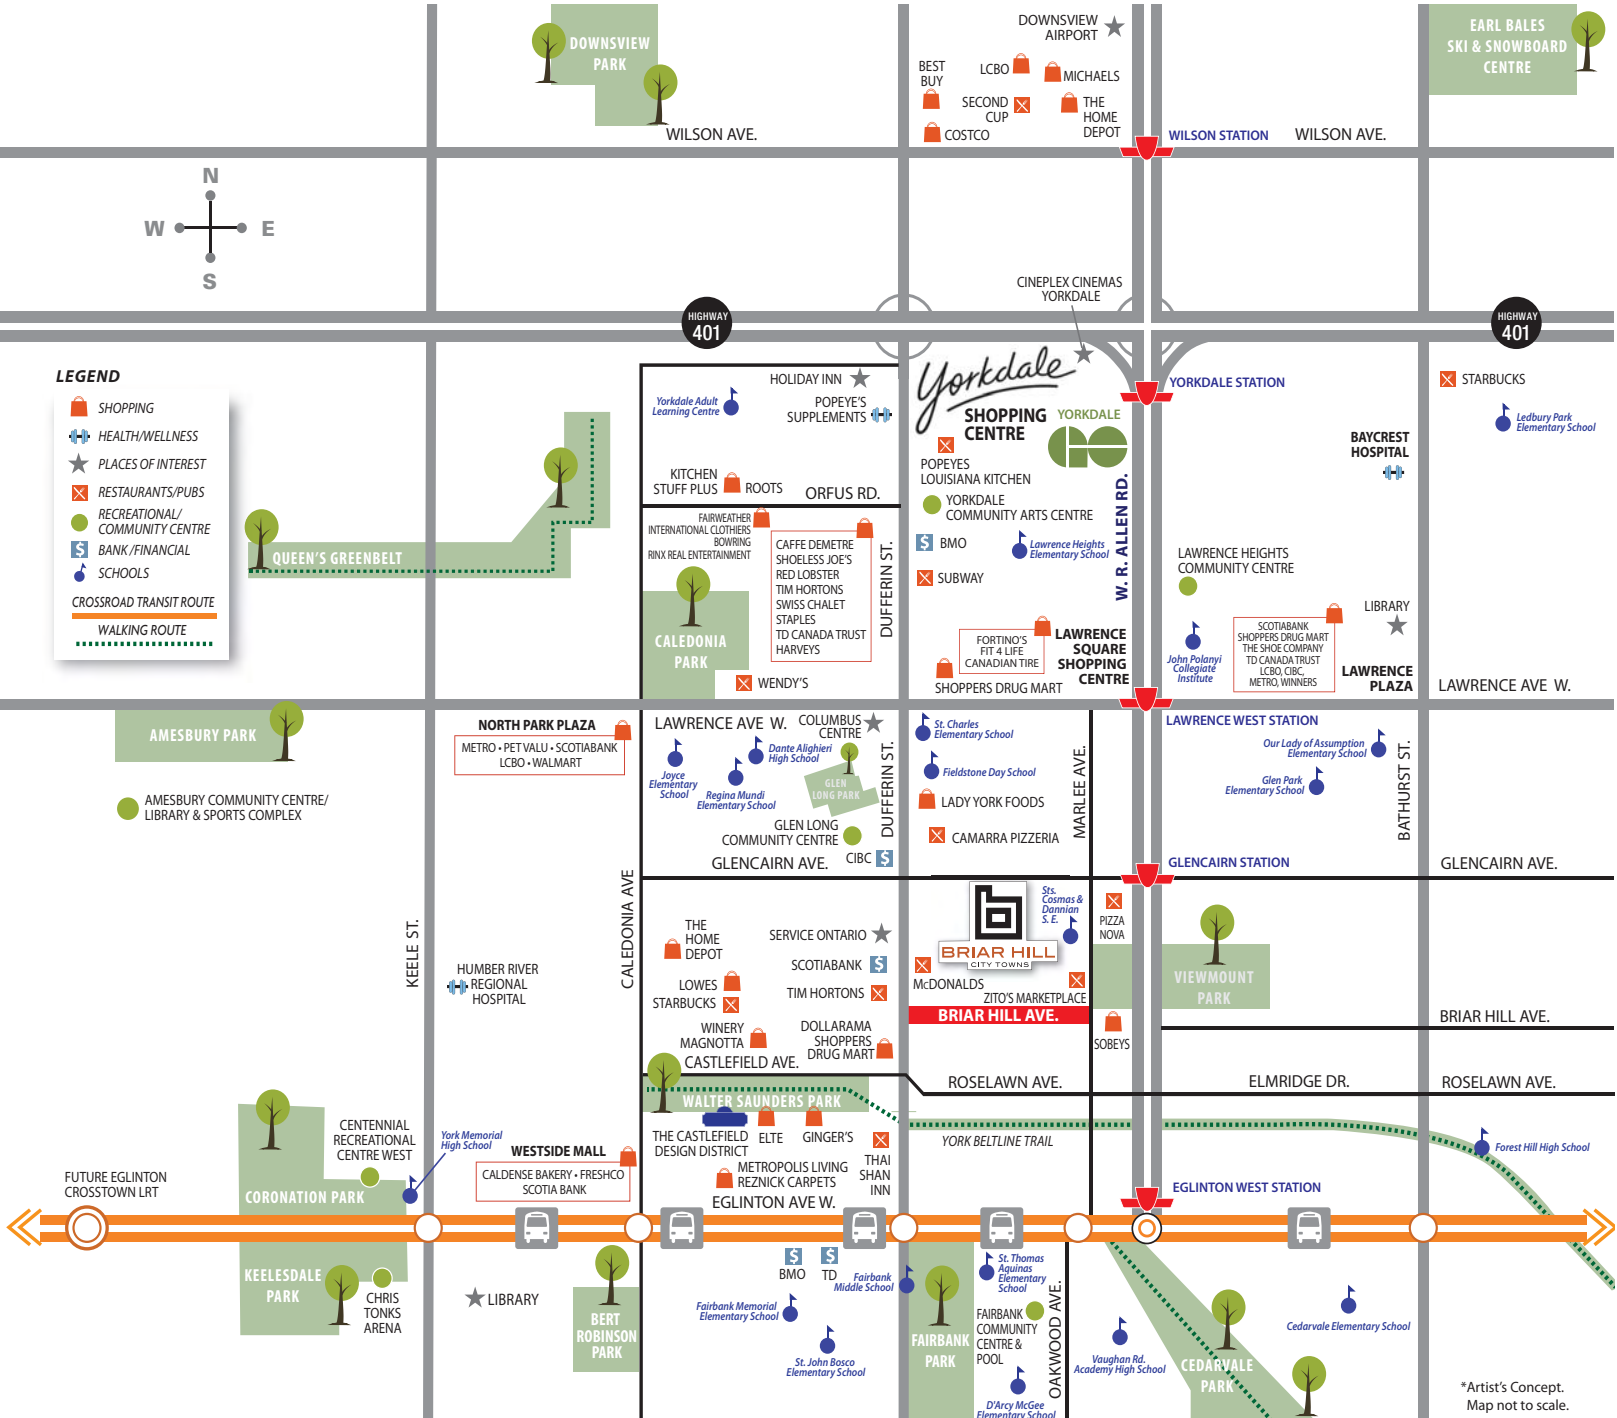 DOWNSVIEW
PARK
DOWNSVIEW
AIRPORT
BEST
BUY
LCBO
MICHAELS
SECOND
CUP
THE
HOME
DEPOT
COSTCO
EARL BALES
SKI & SNOWBOARD
CENTRE
WILSON AVE.
WILSON STATION
WILSON AVE.
N
W
E
S
CINEPLEX CINEMAS
YORKDALE
HIGHWAY
401
HIGHWAY
401
LEGEND
SHOPPING
HEALTH/WELLNESS
PLACES OF INTEREST
RESTAURANTS/PUBS
RECREATIONAL/
COMMUNITY CENTRE
$ BANK/FINANCIAL
SCHOOLS
CROSSROAD TRANSIT ROUTE
WALKING ROUTE
QUEEN'S GREENBELT
HOLIDAY INN
Yorkdale Adult
Learning Centre
POPEYE'S
SUPPLEMENTS
KITCHEN
STUFF PLUS
ROOTS
ORFUS RD.
Yorkdale
SHOPPING
CENTRE
YORKDALE
GO
POPEYES
LOUISIANA KITCHEN
YORKDALE
COMMUNITY ARTS CENTRE
$ BMO
Lawrence Heights
Elementary School
SUBWAY
YORKDALE STATION
STARBUCKS
Ledbury Park
Elementary School
BAYCREST
HOSPITAL
W. R. ALLEN RD.
FAIRWEATHER
INTERNATIONAL CLOTHIERS
BOWRING
RINX REAL ENTERTAINMENT
CAFFE DEMETRE
SHOELESS JOE'S
RED LOBSTER
TIM HORTONS
SWISS CHALET
STAPLES
TD CANADA TRUST
HARVEYS
DUFFERIN ST.
CALEDONIA
PARK
WENDY'S
FORTINO'S
FIT 4 LIFE
CANADIAN TIRE
LAWRENCE
SQUARE
SHOPPING
CENTRE
SHOPPERS DRUG MART
LAWRENCE HEIGHTS
COMMUNITY CENTRE
John Polanyi
Collegiate
Institute
SCOTIABANK
SHOPPERS DRUG MART
THE SHOE COMPANY
TD CANADA TRUST
LCBO, CIBC,
METRO, WINNERS
LIBRARY
LAWRENCE
PLAZA
LAWRENCE AVE W.
AMESBURY PARK
AMESBURY COMMUNITY CENTRE/
LIBRARY & SPORTS COMPLEX
NORTH PARK PLAZA
METRO • PET VALU • SCOTIABANK
LCBO • WALMART
LAWRENCE AVE W.
COLUMBUS
CENTRE
Joyce
Elementary
School
Dante Alighieri
High School
Regina Mundi
Elementary School
GLEN
LONG PARK
GLEN LONG
COMMUNITY CENTRE
CIBC $
GLENCAIRN AVE.
DUFFERIN ST.
St. Charles
Elementary School
Fieldstone Day School
LADY YORK FOODS
CAMARRA PIZZERIA
MARLEE AVE.
LAWRENCE WEST STATION
Our Lady of Assumption
Elementary School
Glen Park
Elementary School
BATHURST ST.
GLENCAIRN STATION
GLENCAIRN AVE.
KEELE ST.
HUMBER RIVER
REGIONAL
HOSPITAL
CALEDONIA AVE
THE
HOME
DEPOT
SERVICE ONTARIO
SCOTIABANK $
LOWES
STARBUCKS
TIM HORTONS
WINERY
MAGNOTTA
DOLLARAMA
SHOPPERS
DRUG MART
CASTLEFIELD AVE.
b
BRIAR HILL
CITY TOWNS
Sts.
Cosmas &
Dannian
S. E.
McDONALDS
ZITO'S MARKETPLACE
BRIAR HILL AVE.
PIZZA
NOVA
SOBEYS
VIEWMOUNT
PARK
BRIAR HILL AVE.
ROSELAWN AVE.
ELMRIDGE DR.
ROSELAWN AVE.
WALTER SAUNDERS PARK
THE CASTLEFIELD
DESIGN DISTRICT
ELTE
GINGER'S
METROPOLIS LIVING
REZNICK CARPETS
THAI
SHAN
INN
YORK BELTLINE TRAIL
Forest Hill High School
CENTENNIAL
RECREATIONAL
CENTRE WEST
York Memorial
High School
WESTSIDE MALL
CALDENSE BAKERY • FRESHCO
SCOTIA BANK
FUTURE EGLINTON
CROSSTOWN LRT
CORONATION PARK
EGLINTON AVE W.
EGLINTON WEST STATION
KEELESDALE
PARK
CHRIS
TONKS
ARENA
LIBRARY
BERT
ROBINSON
PARK
$
BMO
$
TD
Fairbank
Middle School
Fairbank Memorial
Elementary School
St. John Bosco
Elementary School
FAIRBANK
PARK
St. Thomas
Aquinas
Elementary
School
FAIRBANK
COMMUNITY
CENTRE &
POOL
D'Arcy McGee
Elementary School
OAKWOOD AVE.
Vaughan Rd.
Academy High School
CEDARVALE
PARK
Cedarvale Elementary School
*Artist's Concept.
Map not to scale.